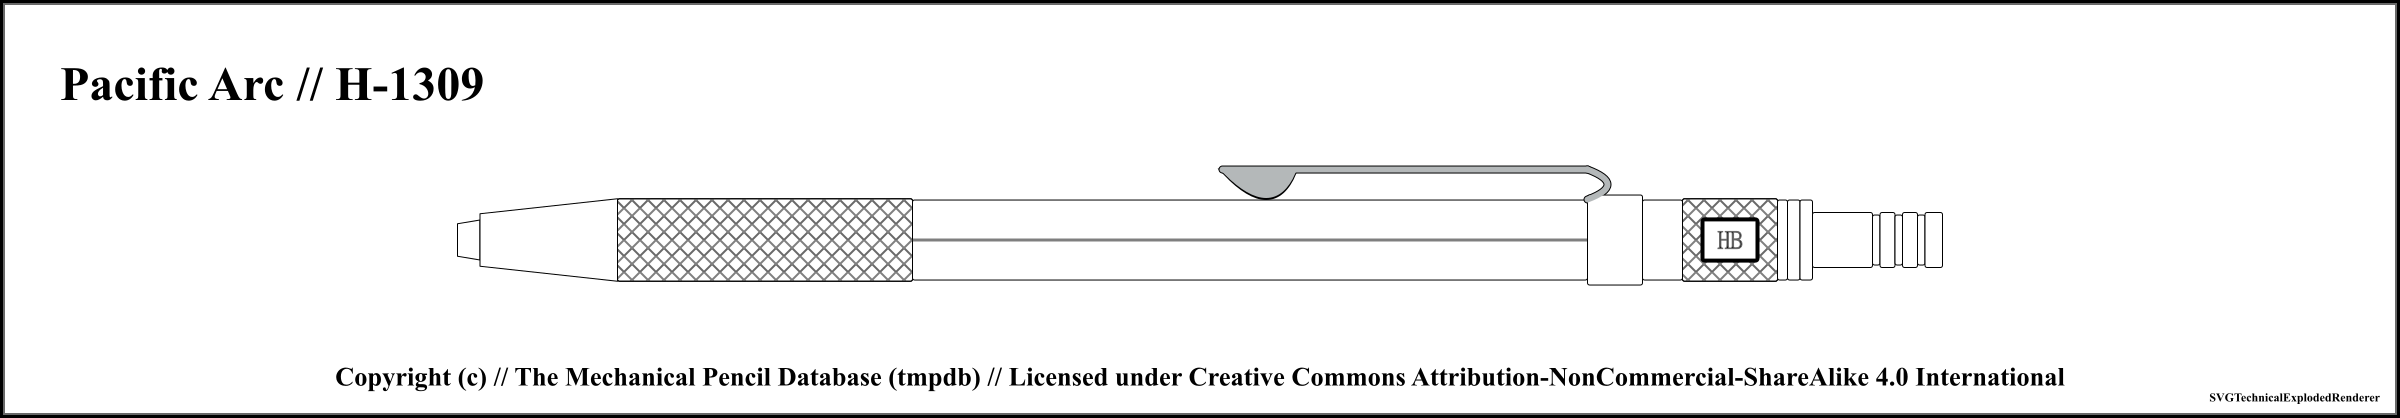 Pacific Arc // H-1309
HB
Copyright (c) // The Mechanical Pencil Database (tmpdb) // Licensed under Creative Commons Attribution-NonCommercial-ShareAlike 4.0 International
SVGTechnicalExplodedRenderer